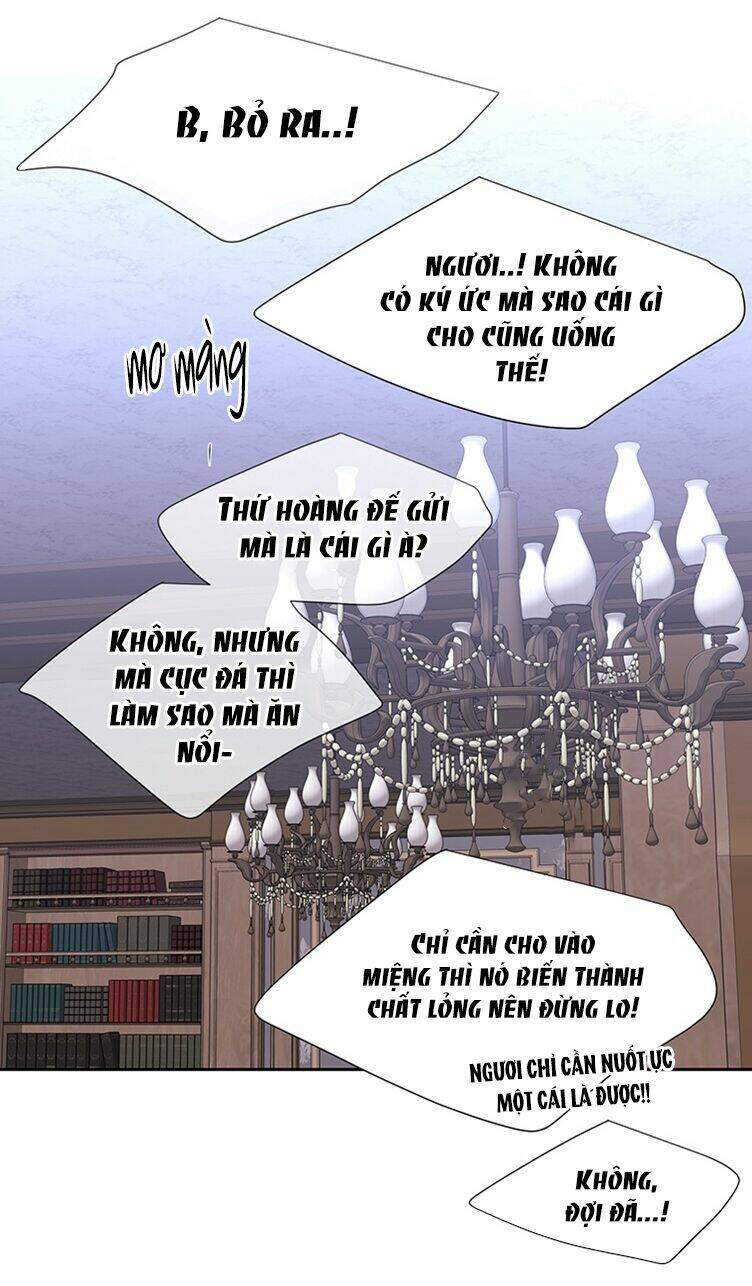 B, BỎ RA..!
NGƯƠI..! KHÔNG
CÓ KÝ ỨC MÀ SAO CÁI GÌ
CHO CŨNG UỐNG
THẾ!
mơ màng
THỨ HOÀNG ĐẾ GỬI
MÀ LÀ CÁI GÌ À?
KHÔNG, NHƯNG
MÀ CỤC ĐÁ THÌ
LÀM SAO MÀ ĂN
NỔI-
CHỈ CẦN CHO VÀO
MIỆNG THÌ NÓ BIẾN THÀNH
CHẤT LỎNG NÊN ĐỪNG LO!
NGƯƠI CHỈ CẦN NUỐT ỰC
MỘT CÁI LÀ ĐƯỢC!!
KHÔNG,
ĐỢI ĐÃ...!